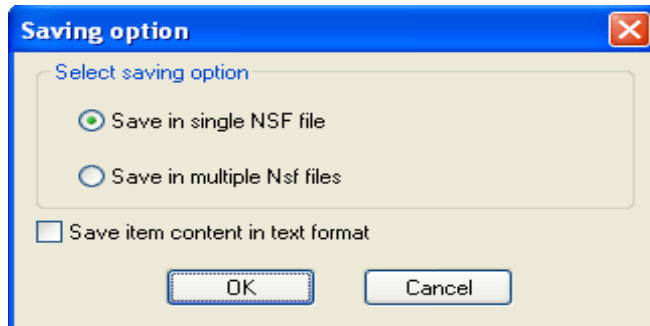 Saving option
Select saving option
Save in single NSF file
Save in multiple Nsf files
Save item content in text format
OK Cancel